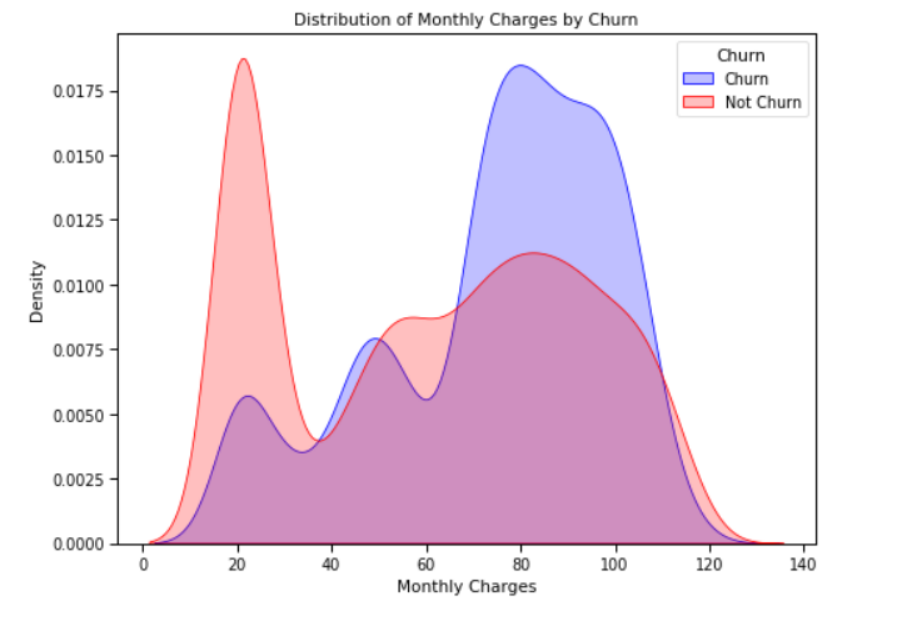 Distribution of Monthly Charges by Churn
Churn
Churn
Not Churn
0.0175
0.0150
0.0125
0.0100
0.0075
0.0050
0.0025
0.0000
Density
0 20 40 60 80 100 120 140
Monthly Charges